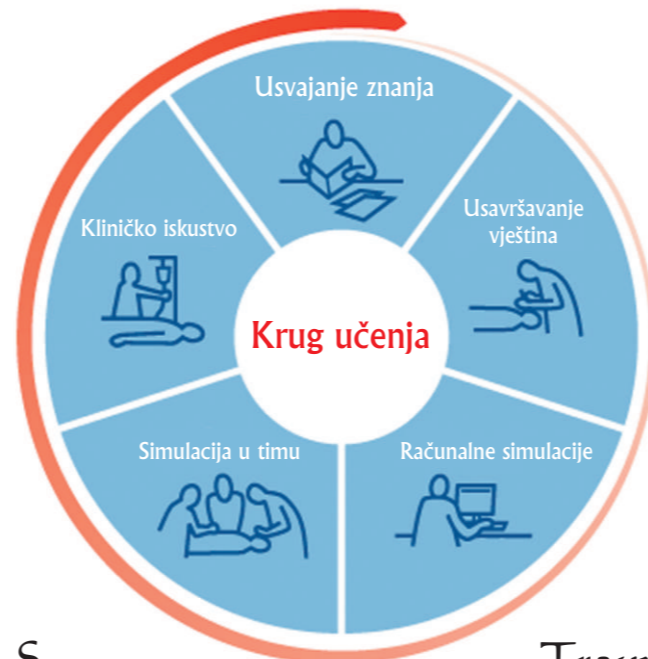 Usvajanje znanja
Usavršavanje
vještina
Računalne simulacije
Simulacija u timu
Kliničko iskustvo
Krug učenja
S